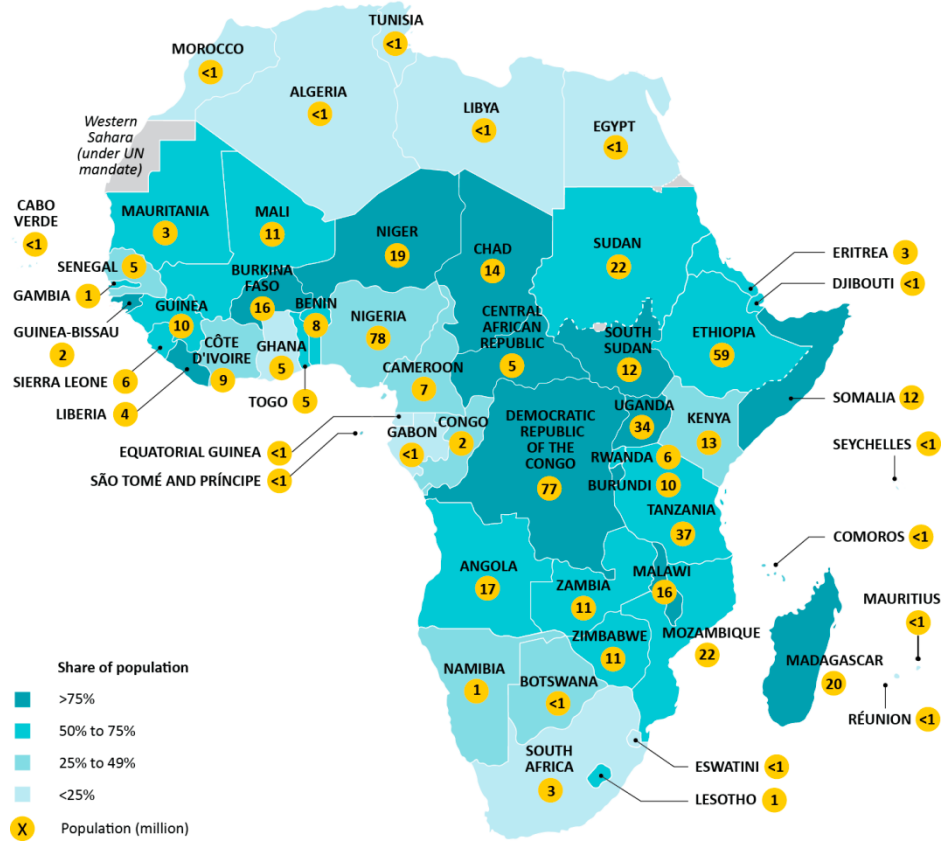 TUNISIA
<1
MOROCCO
<1
ALGERIA
<1
LIBYA
<1
EGYPT
<1
Western
Sahara
(under UN
mandate)
CABO
VERDE
<1
MAURITANIA
3
MALI
11
NIGER
19
CHAD
14
SUDAN
22
ERITREA 3
DJIBOUTI <1
SENEGAL 5
GAMBIA 1
GUINEA-BISSAU
2
GUINEA
10
SIERRA LEONE 6
LIBERIA 4
BURKINA
FASO
16
BENIN
8
CÔTE
D'IVOIRE
9
GHANA
5
TOGO 5
NIGERIA
78
CAMEROON
7
CENTRAL
AFRICAN
REPUBLIC
5
SOUTH
SUDAN
12
ETHIOPIA
59
SOMALIA 12
EQUATORIAL GUINEA <1
SÃO TOMÉ AND PRÍNCIPE <1
GABON
<1
CONGO
2
DEMOCRATIC
REPUBLIC
OF THE
CONGO
77
UGANDA
34
KENYA
13
RWANDA 6
BURUNDI 10
TANZANIA
37
SEYCHELLES <1
COMOROS <1
ANGOLA
17
ZAMBIA
11
MALAWI
16
MOZAMBIQUE
22
ZIMBABWE
11
MAURITIUS
<1
MADAGASCAR
20
RÉUNION <1
NAMIBIA
1
BOTSWANA
<1
SOUTH
AFRICA
3
ESWATINI <1
LESOTHO 1
Share of population
>75%
50% to 75%
25% to 49%
<25%
X Population (million)